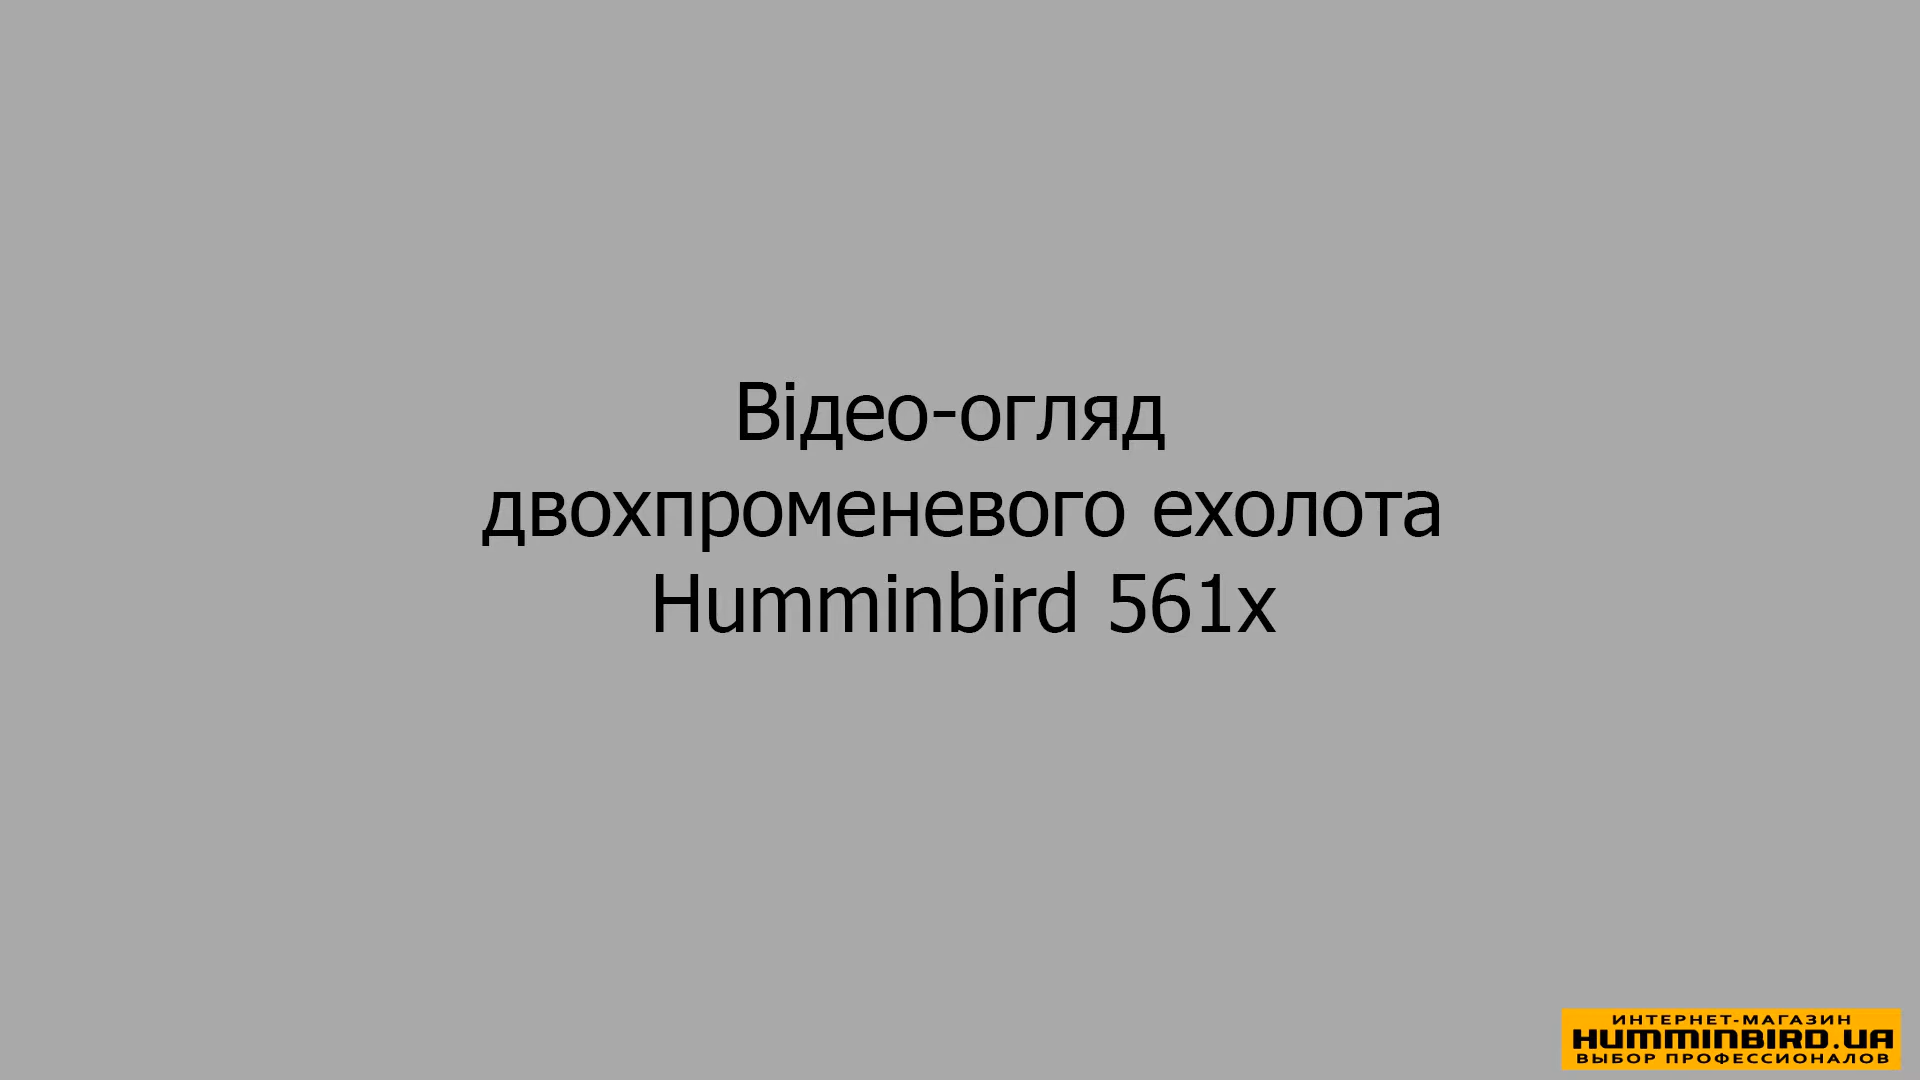 Відео-огляд
двохпроменевого ехолота
Humminbird 561x
ИНТЕРНЕТ-МАГАЗИН
HUMMINBIRD.UA
ВЫБОР ПРОФЕССИОНАЛОВ